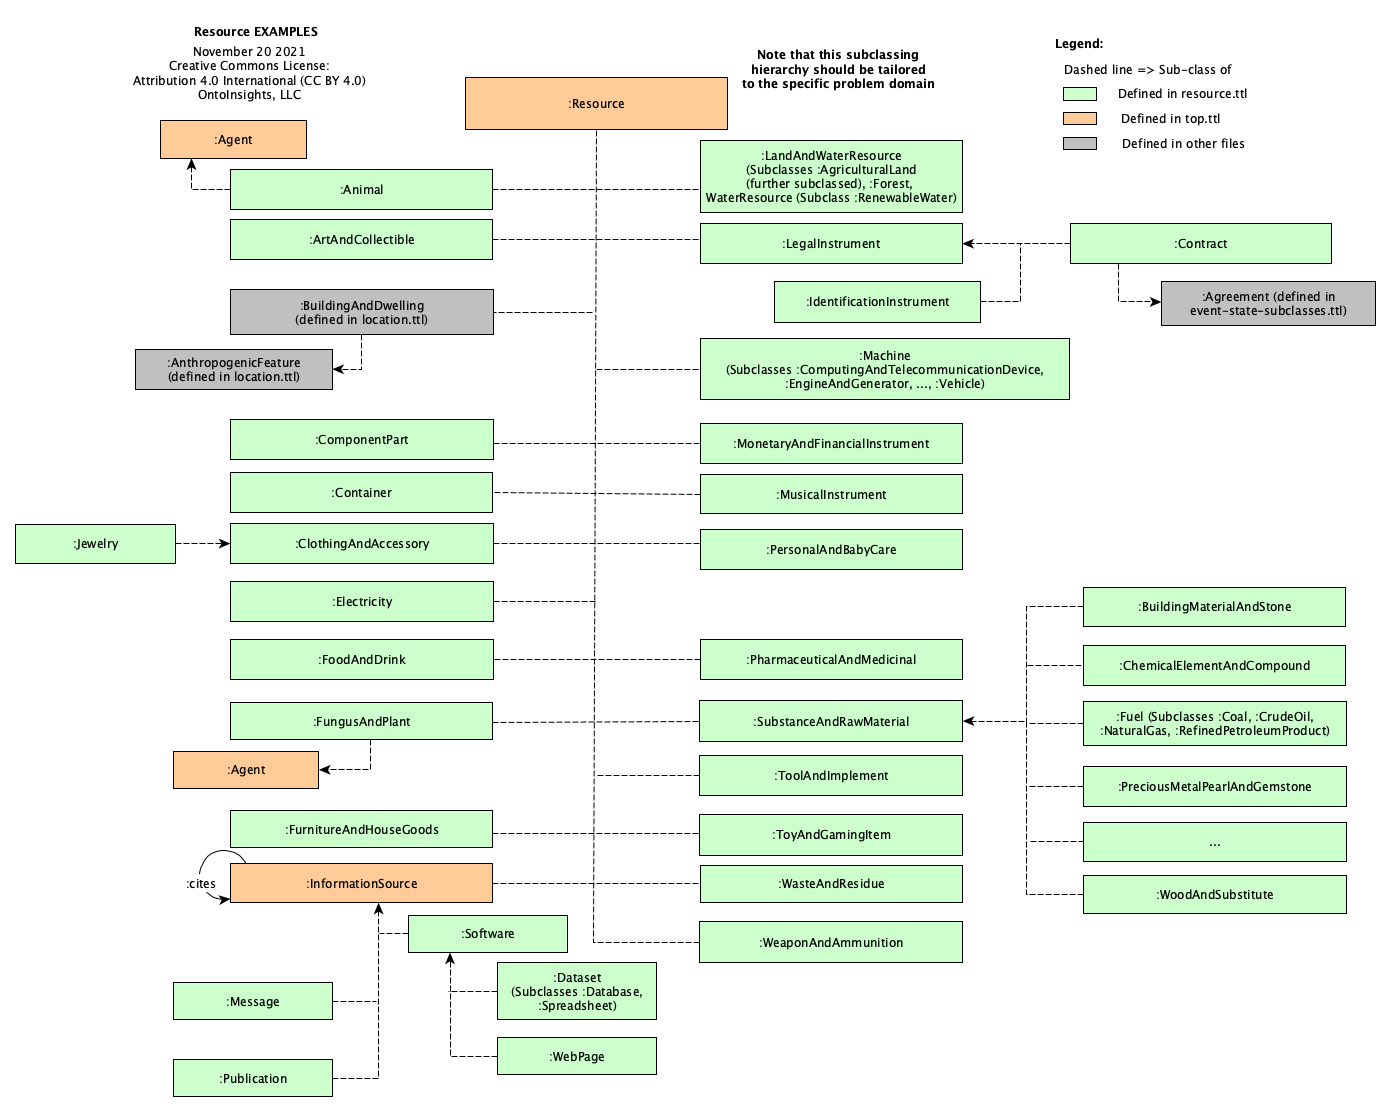 Resource EXAMPLES
November 20 2021
Creative Commons License:
Attribution 4.0 International (CC BY 4.0)
OntoInsights, LLC
Note that this subclassing
hierarchy should be tailored
to the specific problem domain
Legend:
Dashed line => Sub-class of
Defined in resource.ttl
Defined in top.ttl
Defined in other files
:Resource
:Agent
:Animal
:ArtAndCollectible
:BuildingAndDwelling
(defined in location.ttl)
:AnthropogenicFeature
(defined in location.ttl)
:ComponentPart
:Container
:Jewelry
:ClothingAndAccessory
:Electricity
:FoodAndDrink
:FungusAndPlant
:Agent
:FurnitureAndHouseGoods
:cites
:InformationSource
:Software
:Dataset
(Subclasses :Database,
:Spreadsheet)
:Message
:WebPage
:Publication
:LandAndWaterResource
(Subclasses :AgriculturalLand
(further subclassed), :Forest,
WaterResource (Subclass :RenewableWater)
:LegalInstrument
:Contract
:IdentificationInstrument
:Agreement (defined in
event-state-subclasses.ttl)
:Machine
(Subclasses :ComputingAndTelecommunicationDevice,
:EngineAndGenerator, ..., :Vehicle)
:MonetaryAndFinancialInstrument
:MusicalInstrument
:PersonalAndBabyCare
:PharmaceuticalAndMedicinal
:SubstanceAndRawMaterial
:ToolAndImplement
:ToyAndGamingItem
:WasteAndResidue
:WeaponAndAmmunition
:BuildingMaterialAndStone
:ChemicalElementAndCompound
:Fuel (Subclasses :Coal, :CrudeOil,
:NaturalGas, :RefinedPetroleumProduct)
:PreciousMetalPearlAndGemstone
...
:WoodAndSubstitute